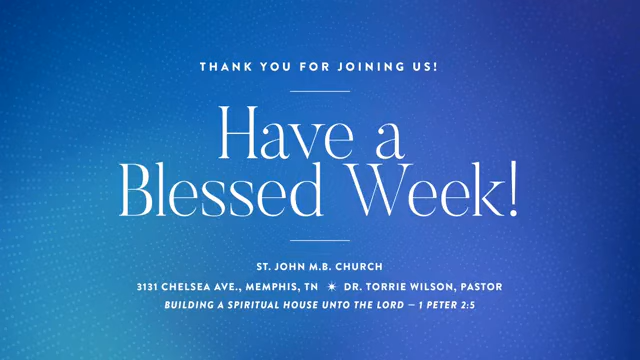 THANK YOU FOR JOINING US!
Have a
Blessed Week!
ST. JOHN M.B. CHURCH
3131 CHELSEA AVE., MEMPHIS, TN ✷ DR. TORRIE WILSON, PASTOR
BUILDING A SPIRITUAL HOUSE UNTO THE LORD – 1 PETER 2:5